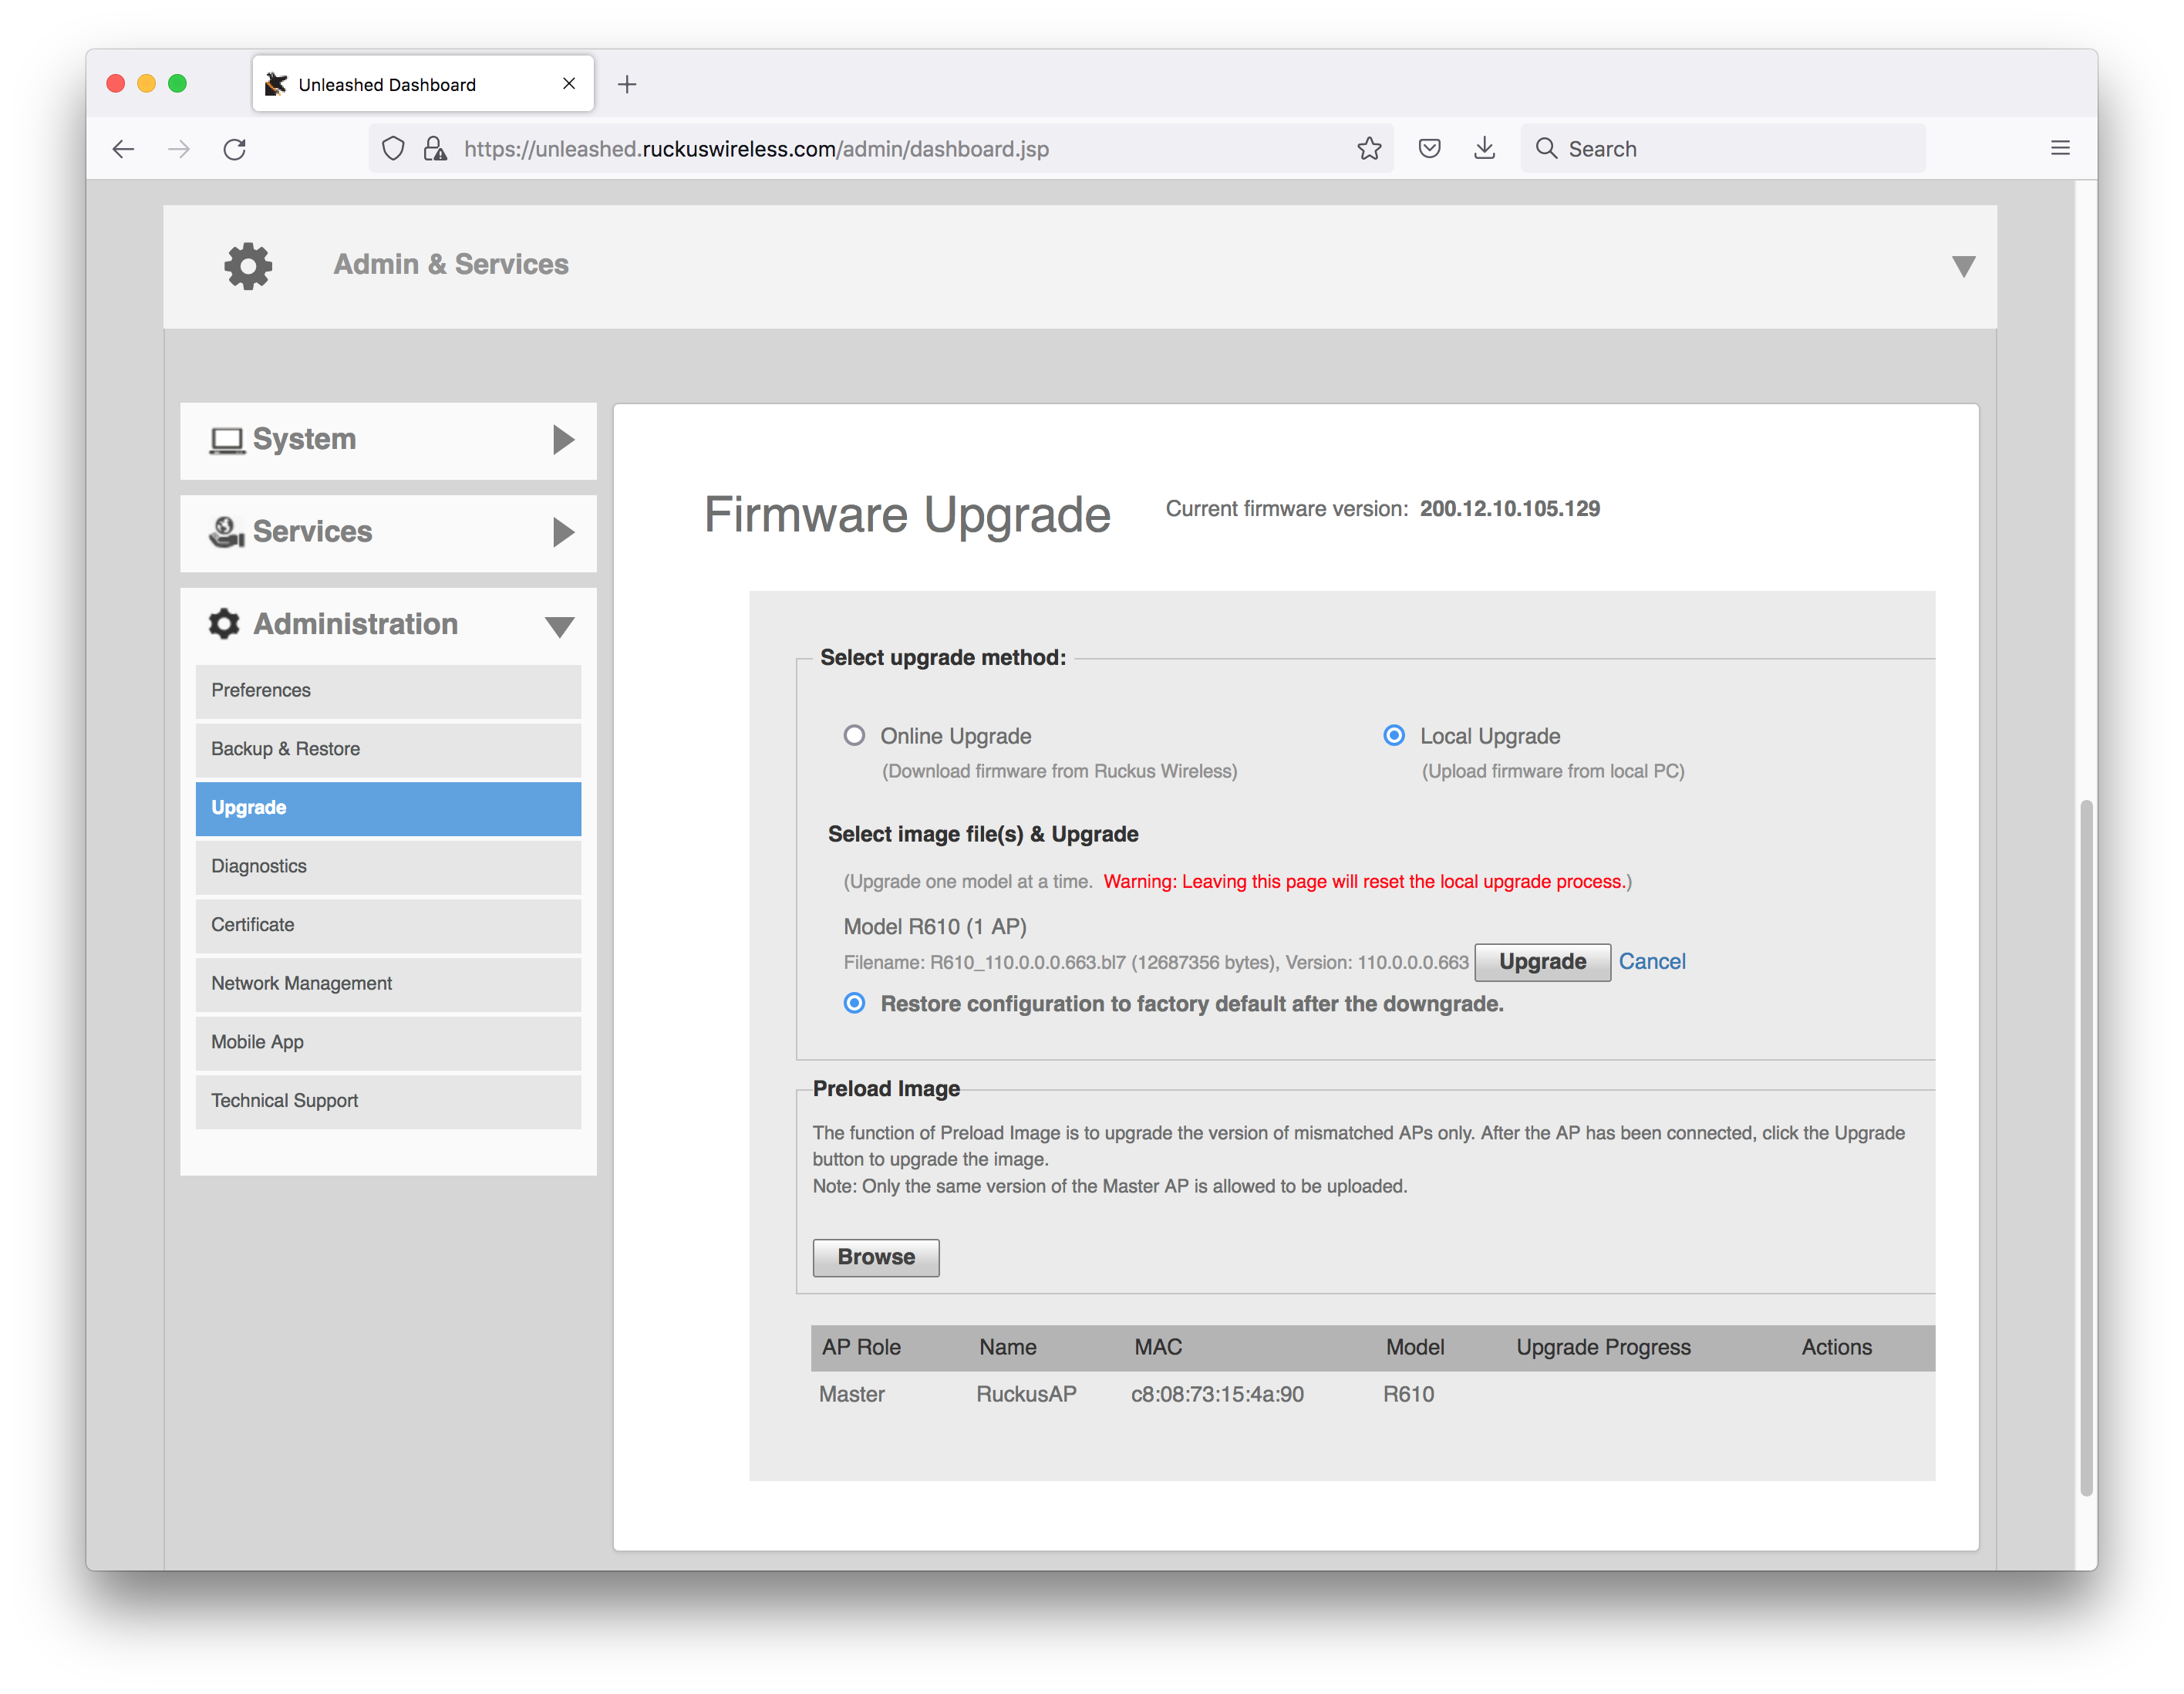 Unleashed Dashboard
https://unleashed.ruckuswireless.com/admin/dashboard.jsp
Search
Admin & Services
System
Services
Administration
Preferences
Backup & Restore
Upgrade
Diagnostics
Certificate
Network Management
Mobile App
Technical Support
Firmware Upgrade
Current firmware version: 200.12.10.105.129
Select upgrade method:
Online Upgrade
(Download firmware from Ruckus Wireless)
Local Upgrade
(Upload firmware from local PC)
Select image file(s) & Upgrade
(Upgrade one model at a time. Warning: Leaving this page will reset the local upgrade process.)
Model R610 (1 AP)
Filename: R610_110.0.0.0.663.bl7 (12687356 bytes), Version: 110.0.0.0.663 Upgrade Cancel
Restore configuration to factory default after the downgrade.
Preload Image
The function of Preload Image is to upgrade the version of mismatched APs only. After the AP has been connected, click the Upgrade
button to upgrade the image.
Note: Only the same version of the Master AP is allowed to be uploaded.
Browse
AP Role Name MAC Model Upgrade Progress Actions
Master RuckusAP c8:08:73:15:4a:90 R610